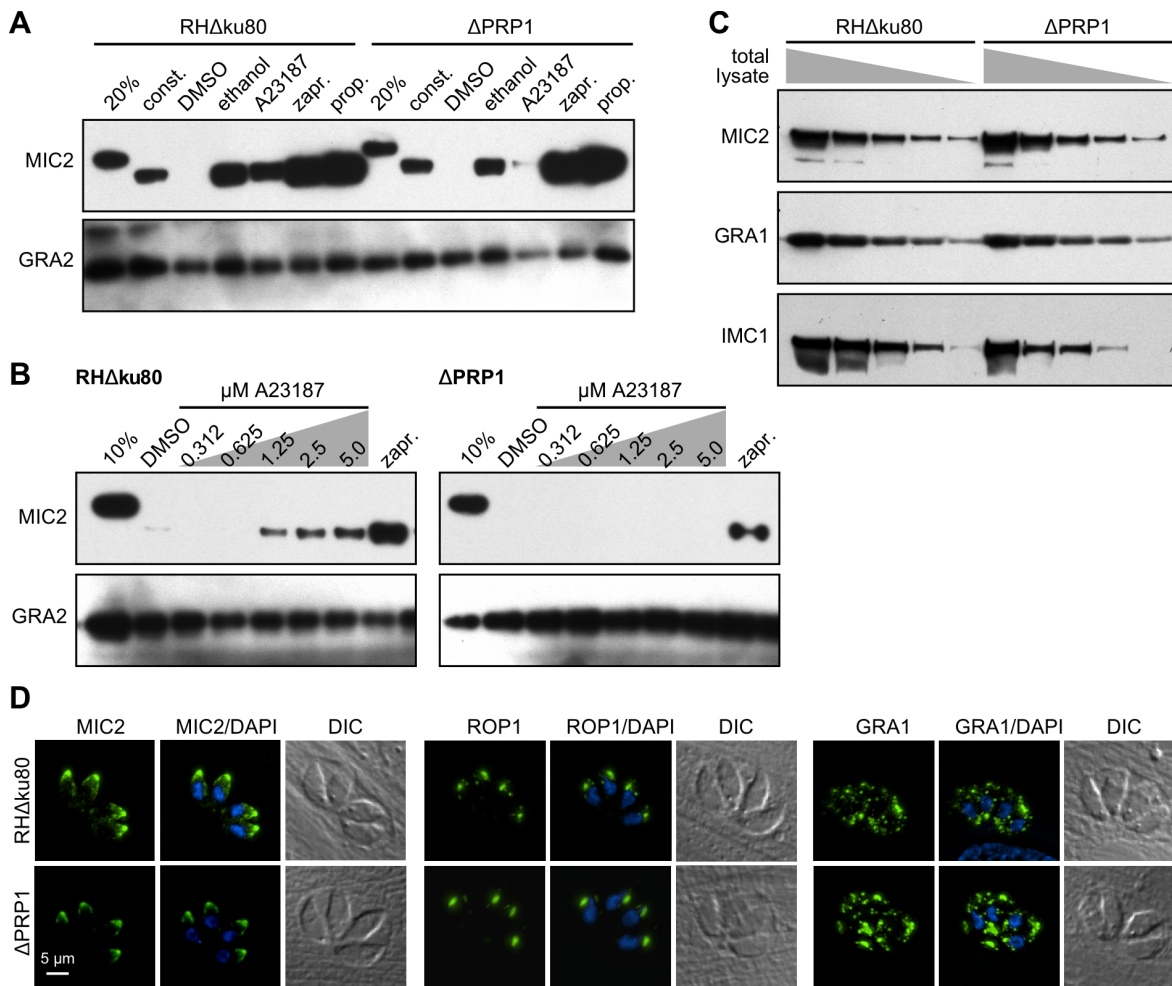 A
RHΔku80 ΔPRP1
20% const. DMSO ethanol A23187 zapr. prop. 20% const. DMSO ethanol A23187 zapr. prop.
MIC2
GRA2
C
RHΔku80 ΔPRP1
total
lysate
MIC2
GRA1
IMC1
B
RHΔku80 ΔPRP1
μM A23187 μM A23187
10% DMSO 0.312 0.625 1.25 2.5 5.0 zapr. 10% DMSO 0.312 0.625 1.25 2.5 5.0 zapr.
MIC2
GRA2
D
MIC2 MIC2/DAPI DIC ROP1 ROP1/DAPI DIC GRA1 GRA1/DAPI DIC
RHΔku80
ΔPRP1
5 μm